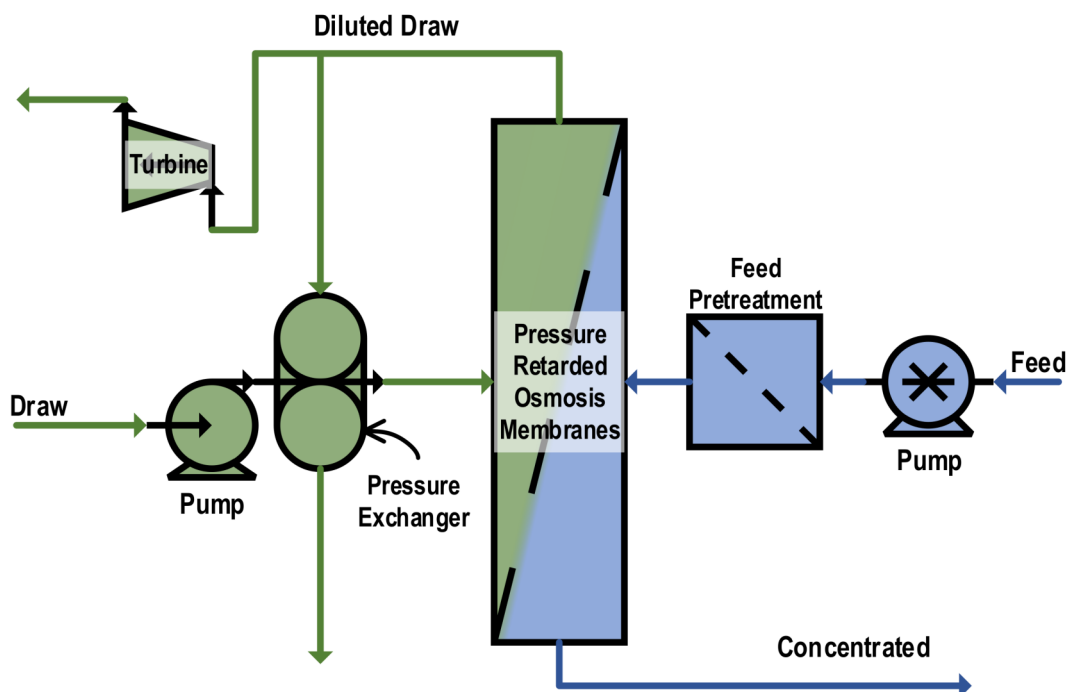 Diluted Draw
Turbine
Feed
Pretreatment
Pressure
Retarded
Osmosis
Membranes
Feed
Draw
Pump
Pressure
Exchanger
Pump
Concentrated